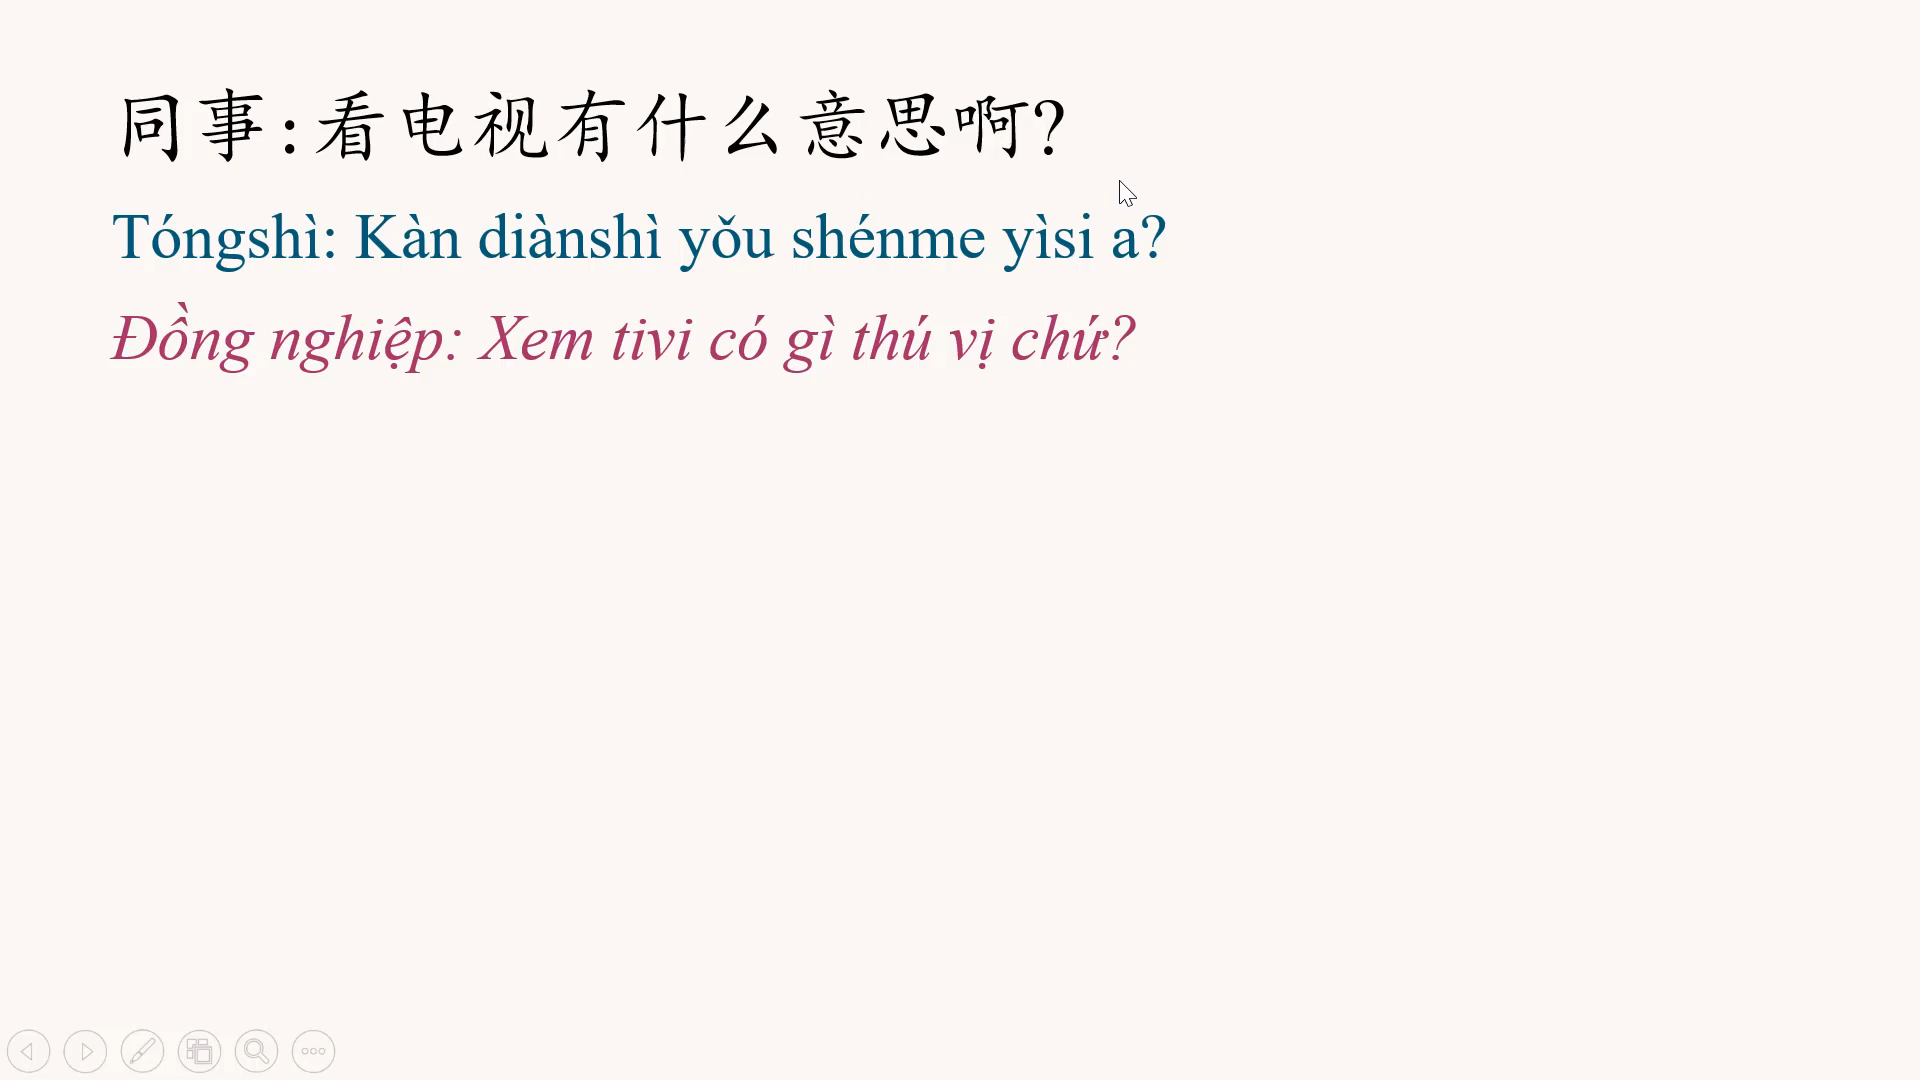 同事:看电视有什么意思啊?
Tóngshì: Kàn diànshì yǒu shénme yìsi a?
Đồng nghiệp: Xem tivi có gì thú vị chứ?